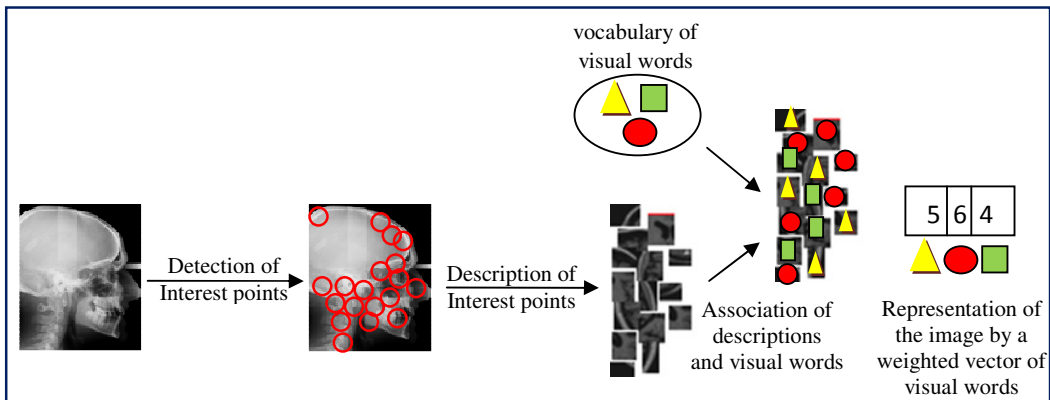 vocabulary of
visual words
Detection of
Interest points
Description of
Interest points
Association of
descriptions
and visual words
5 6 4
Representation of
the image by a
weighted vector of
visual words